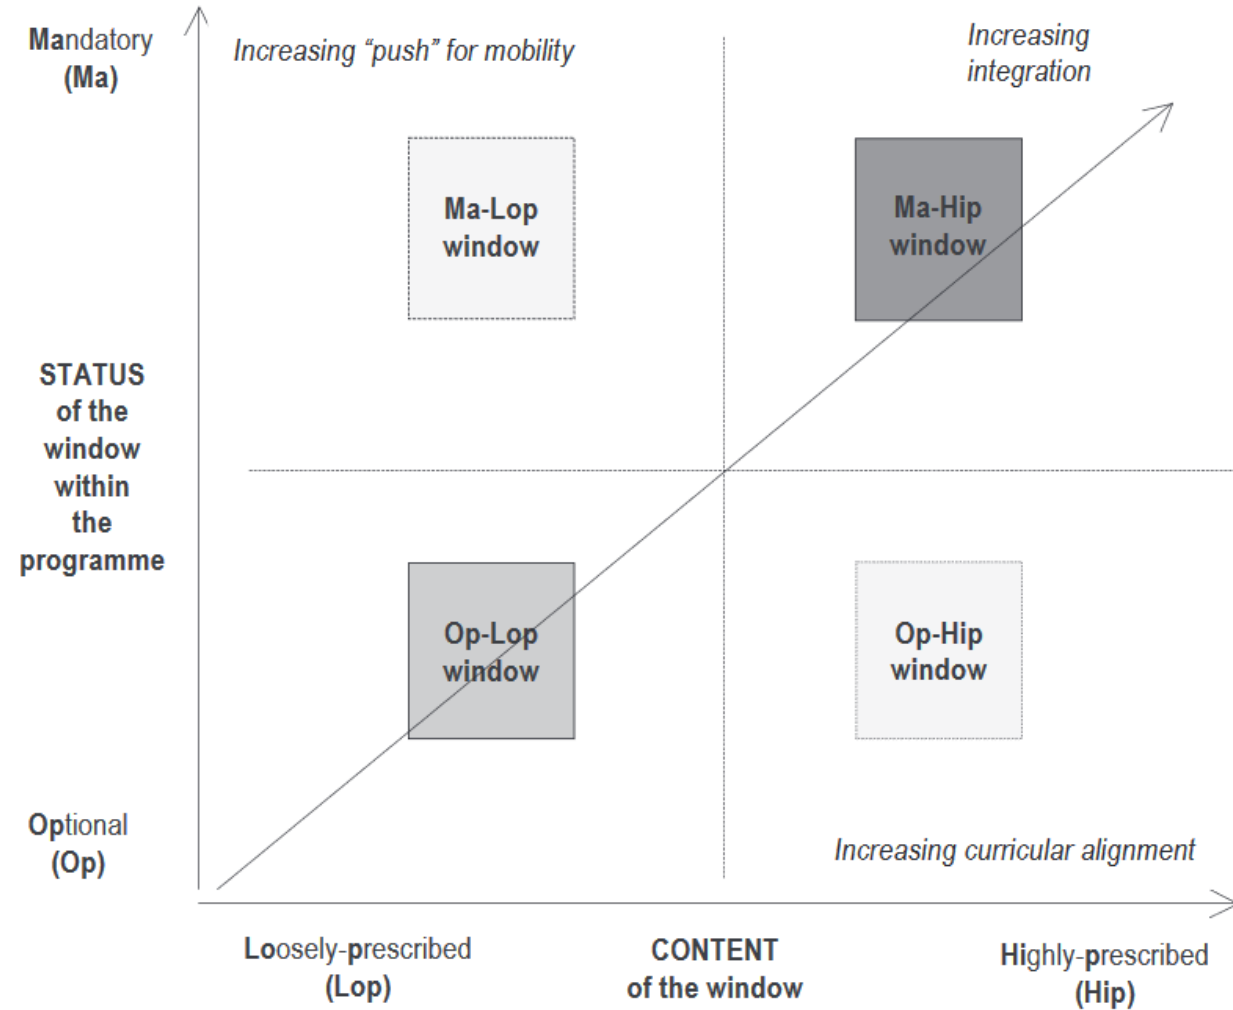 Mandatory
(Ma)
Increasing “push” for mobility
Increasing
integration
Ma-Lop
window
Ma-Hip
window
STATUS
of the
window
within
the
programme
Op-Lop
window
Op-Hip
window
Optional
(Op)
Increasing curricular alignment
Loosely-prescribed
(Lop)
CONTENT
of the window
Highly-prescribed
(Hip)